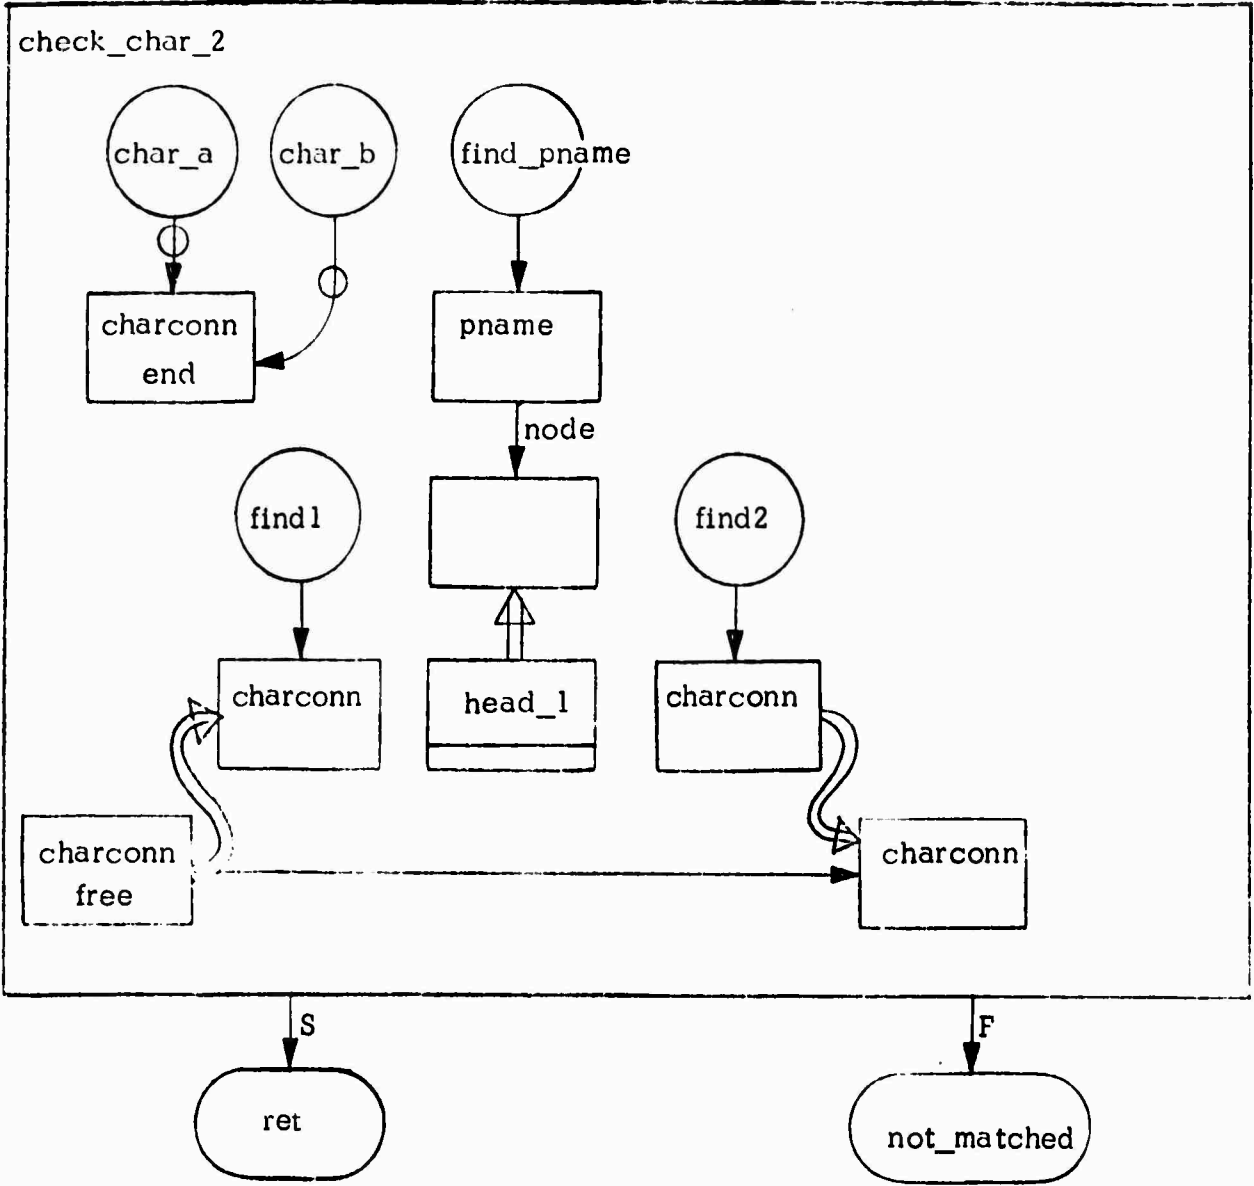 check_char_2
char_a
char_b
find_pname
charconn
end
pname
node
find1
find2
charconn
head_1
charconn
charconn
free
charconn
S
F
ret
not_matched